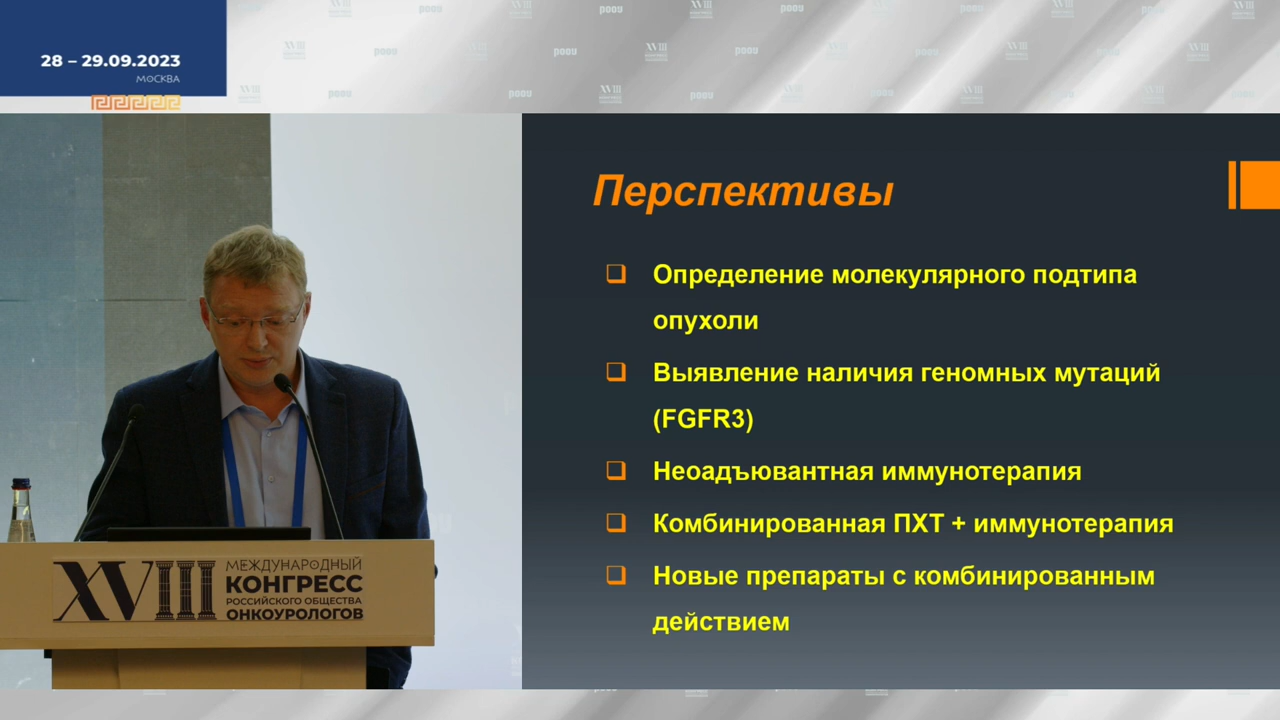 28 – 29.09.2023
МОСКВА
Перспективы
Определение молекулярного подтипа
опухоли
Выявление наличия геномных мутаций
(FGFR3)
Неоадъювантная иммунотерапия
Комбинированная ПХТ + иммунотерапия
Новые препараты с комбинированным
действием
XVIII
МЕЖДУНАРОДНЫЙ
КОНГРЕСС
РОССИЙСКОГО ОБЩЕСТВА
ОНКОУРОЛОГОВ